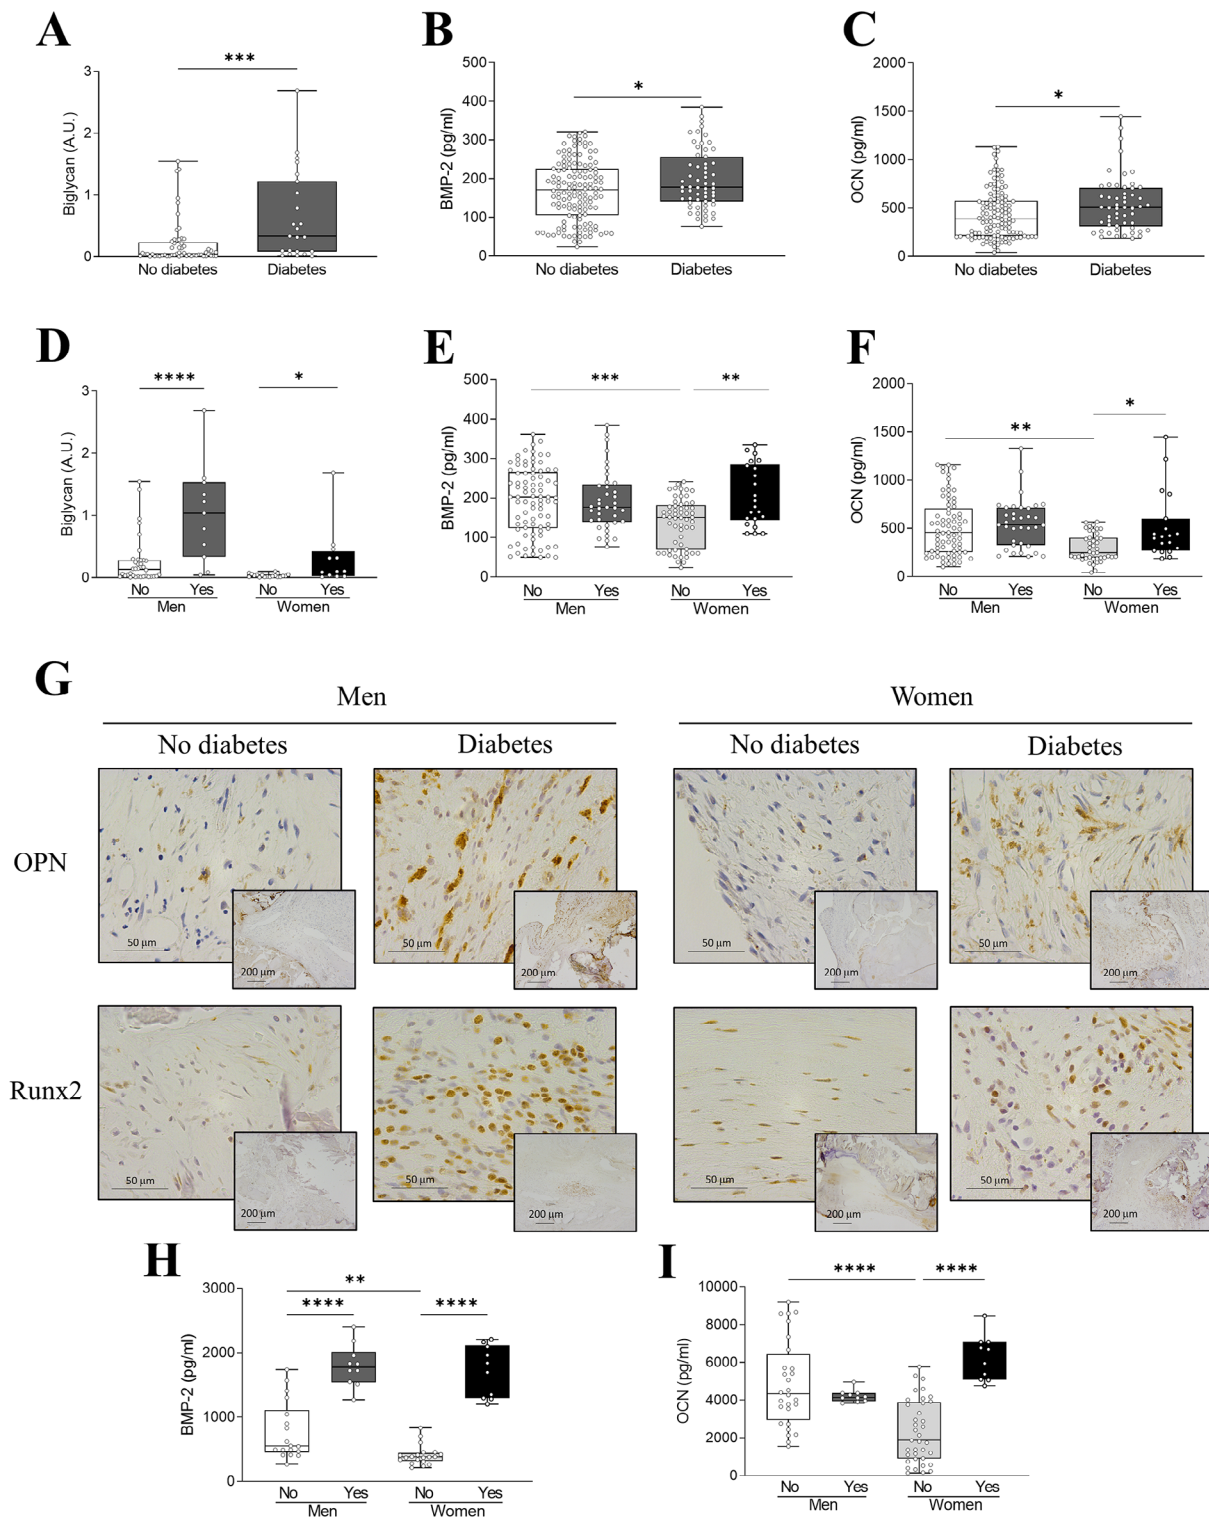 A
B
C
***
*
*
Biglycan (A.U.)
3
2
1
0
No diabetes
Diabetes
BMP-2 (pg/ml)
500
400
300
200
100
0
No diabetes
Diabetes
OCN (pg/ml)
2000
1500
1000
500
0
No diabetes
Diabetes
D
E
F
****
*
Biglycan (A.U.)
3
2
1
0
No Yes No Yes
Men Women
***
**
BMP-2 (pg/ml)
500
400
300
200
100
0
No Yes No Yes
Men Women
**
*
OCN (pg/ml)
2000
1500
1000
500
0
No Yes No Yes
Men Women
G
Men Women
No diabetes Diabetes No diabetes Diabetes
OPN
50 μm
200 μm
50 μm
200 μm
50 μm
200 μm
50 μm
200 μm
Runx2
50 μm
200 μm
50 μm
200 μm
50 μm
200 μm
50 μm
200 μm
H
**
****
****
BMP-2 (pg/ml)
3000
2000
1000
0
No Yes No Yes
Men Women
I
****
****
OCN (pg/ml)
10000
8000
6000
4000
2000
0
No Yes No Yes
Men Women